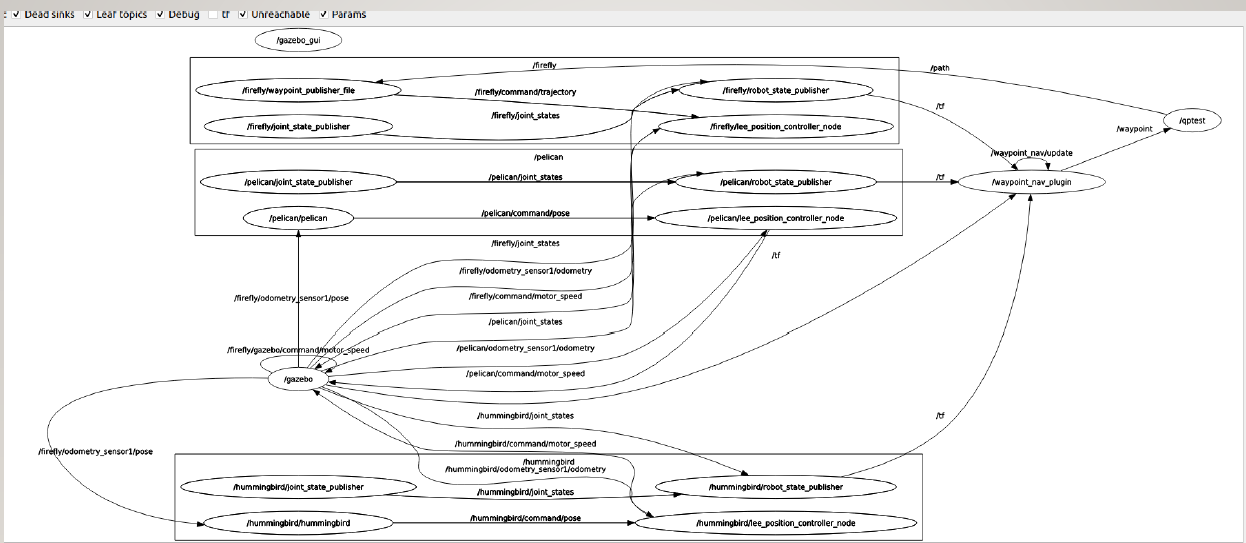 Dead sinks Leaf topics Debug tf Unreachable Params
/gazebo_gui
/firefly
/path
/firefly/waypoint_publisher_file
/firefly/command/trajectory
/firefly/robot_state_publisher
/tf
/firefly/joint_states
/firefly/joint_state_publisher
/firefly/lee_position_controller_node
/qptest
/waypoint
/waypoint_nav/update
/pelican
/pelican/joint_state_publisher
/pelican/joint_states
/pelican/robot_state_publisher
/tf
/waypoint_nav_plugin
/pelican/pelican
/pelican/command/pose
/pelican/lee_position_controller_node
/firefly/joint_states
/tf
/firefly/odometry_sensor1/odometry
/firefly/odometry_sensor1/pose
/firefly/command/motor_speed
/pelican/joint_states
/firefly/gazebo/command/motor_speed
/pelican/odometry_sensor1/odometry
/gazebo
/pelican/command/motor_speed
/hummingbird/joint_states
/tf
/hummingbird/command/motor_speed
/firefly/odometry_sensor1/pose
/hummingbird
/hummingbird/odometry_sensor1/odometry
/hummingbird/joint_state_publisher
/hummingbird/joint_states
/hummingbird/robot_state_publisher
/hummingbird/hummingbird
/hummingbird/command/pose
/hummingbird/lee_position_controller_node